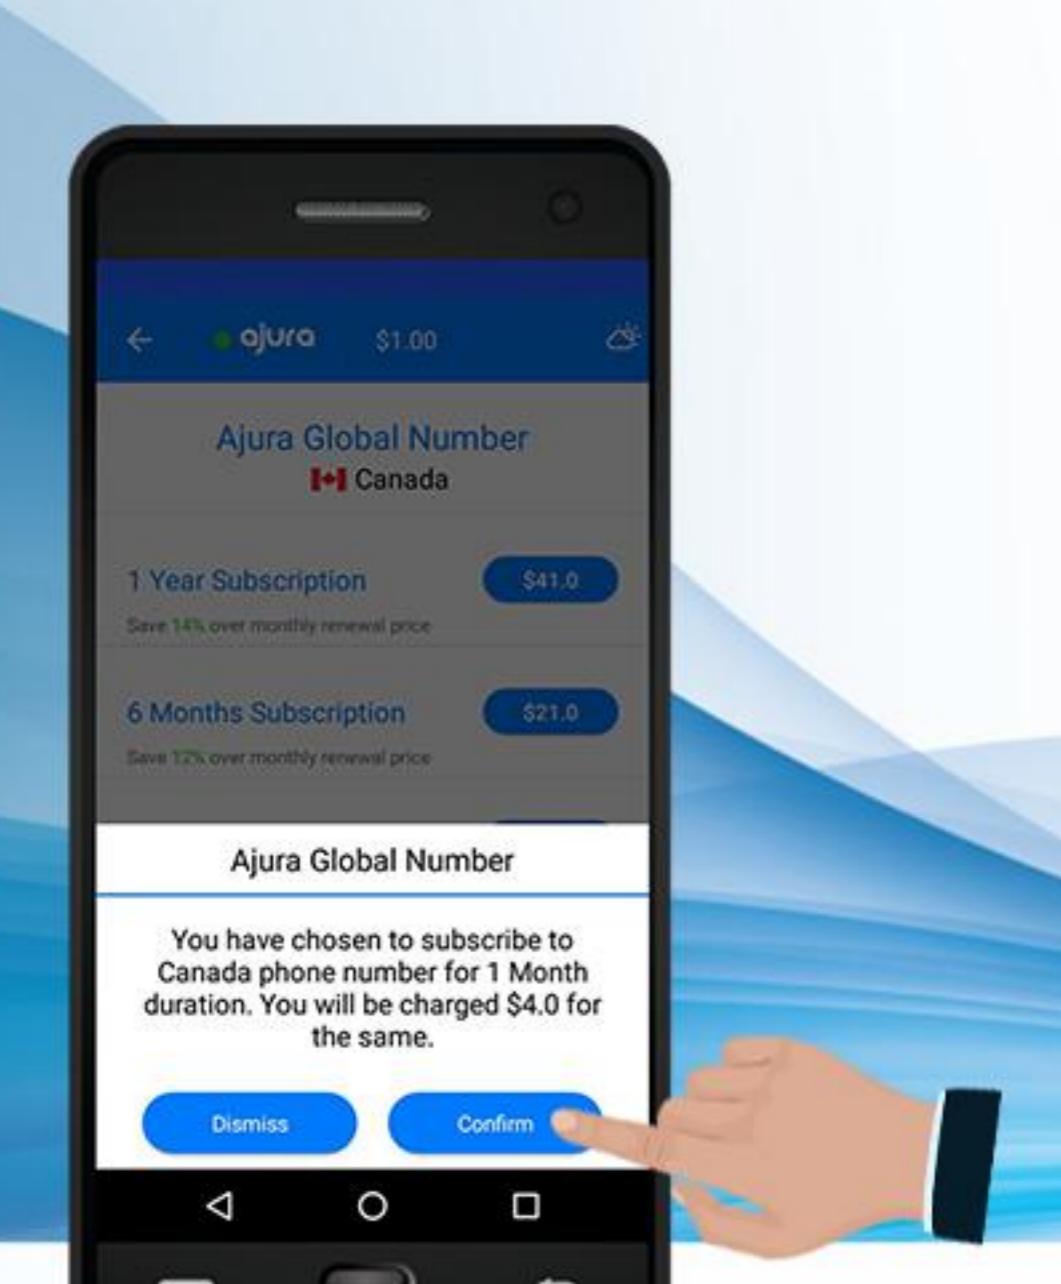 ajura $1.00
Ajura Global Number
Canada
1 Year Subscription $41.0
Save 14% over monthly renewal price
6 Months Subscription $21.0
Save 12% over monthly renewal price
Ajura Global Number
You have chosen to subscribe to
Canada phone number for 1 Month
duration. You will be charged $4.0 for
the same.
Dismiss Confirm